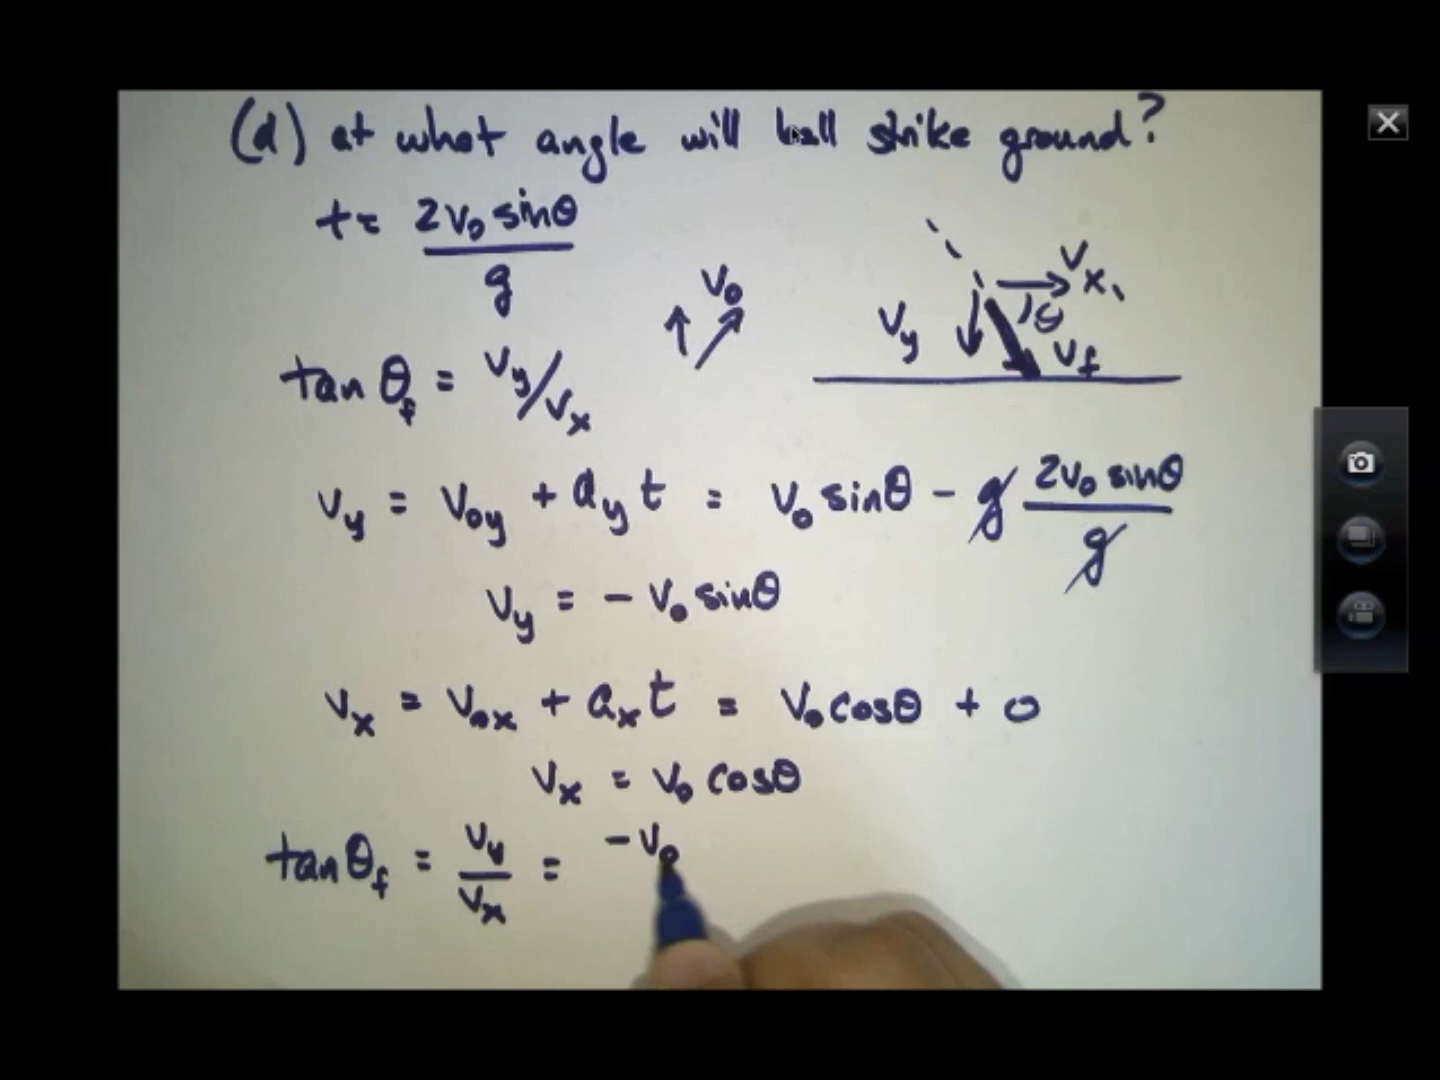 (d) at what angle will ball strike ground?
t = 2v₀ sinθ / g
v₀
vₓ
θ
v_y
v_f
tan θ_f = v_y/vₓ
v_y = v₀y + a_y t = v₀ sinθ - g 2v₀ sinθ / g
v_y = - v₀ sinθ
vₓ = v₀ₓ + aₓ t = v₀ cosθ + 0
vₓ = v₀ cosθ
tan θ_f = v_y / vₓ = - v₀